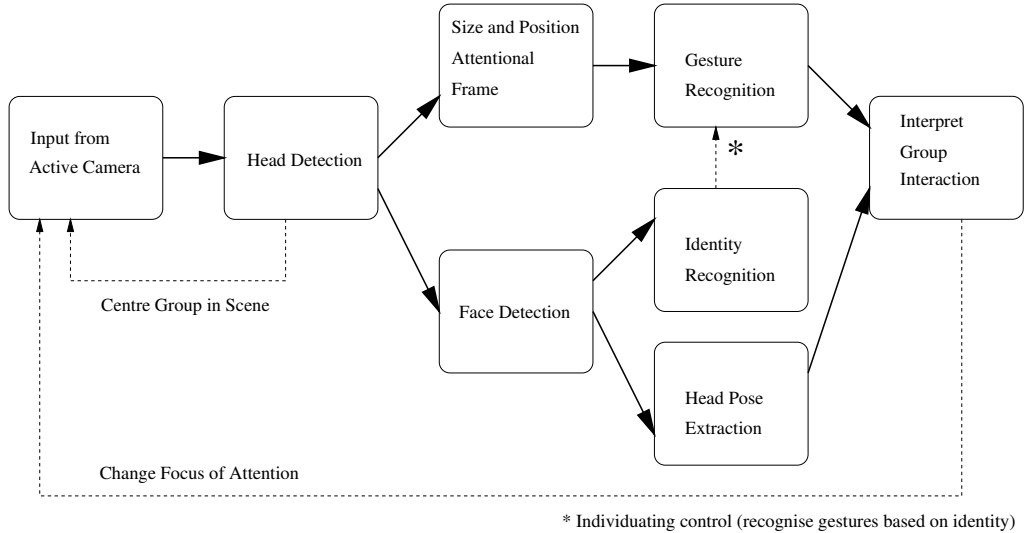 Input from
Active Camera
Head Detection
Size and Position
Attentional
Frame
Gesture
Recognition
Interpret
Group
Interaction
*
Identity
Recognition
Face Detection
Head Pose
Extraction
Centre Group in Scene
Change Focus of Attention
* Individuating control (recognise gestures based on identity)